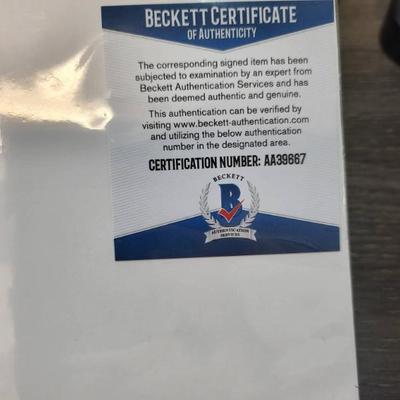 BECKETT CERTIFICATE
OF AUTHENTICITY
The corresponding signed item has been
subjected to examination by an expert from
Beckett Authentication Services and has
been deemed authentic and genuine.
This authentication can be verified by
visiting www.beckett-authentication.com
and utilizing the below authentication
number in the designated area.
CERTIFICATION NUMBER: AA39667
BECKETT
B
AUTHENTICATION
SERVICES